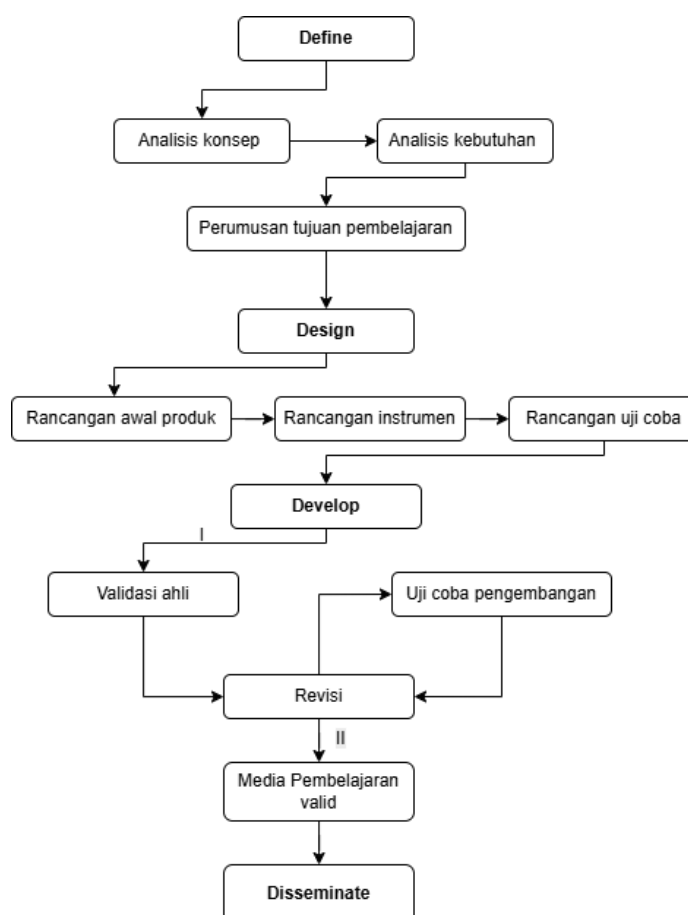 Define
Analisis konsep
Analisis kebutuhan
Perumusan tujuan pembelajaran
Design
Rancangan awal produk
Rancangan instrumen
Rancangan uji coba
Develop
I
Validasi ahli
Uji coba pengembangan
Revisi
II
Media Pembelajaran
valid
Disseminate